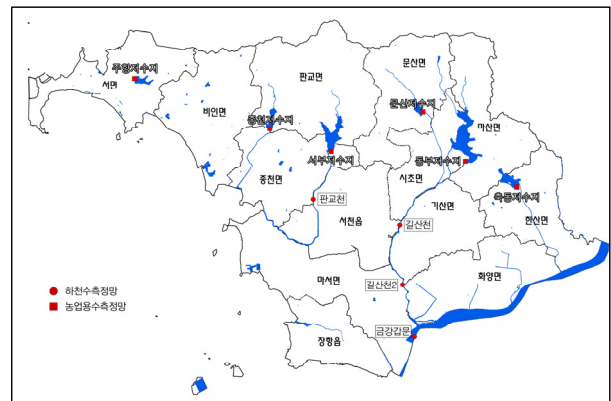 문산면
판교면
주항저수지
서면
비인면
문산저수지
마산면
종천저수지
서부저수지
동부저수지
종천면
시초면
축동저수지
판교천
기산면
한산면
서천읍
길산천
마서면
화양면
길산천2
하천수측정망
농업용수측정망
금강갑문
장항읍